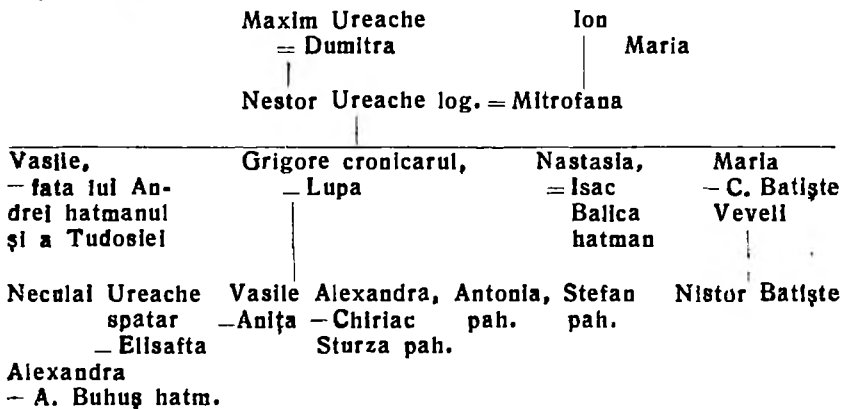 Maxim Ureache Ion
= Dumitra Maria
Nestor Ureache log. = Mitrofana
Vasile, Grigore cronicarul, Nastasia, Maria
— fata lui An- — Lupa = Isac — C. Batişte
drei hatmanul Balica Veveli
şi a Tudosiei hatman
Neculai Ureache Vasile Alexandra, Antonia, Stefan Nistor Batişte
spatar — Aniţa — Chiriac pah. pah.
— Elisafta Sturza pah.
Alexandra
— A. Buhuş hatm.